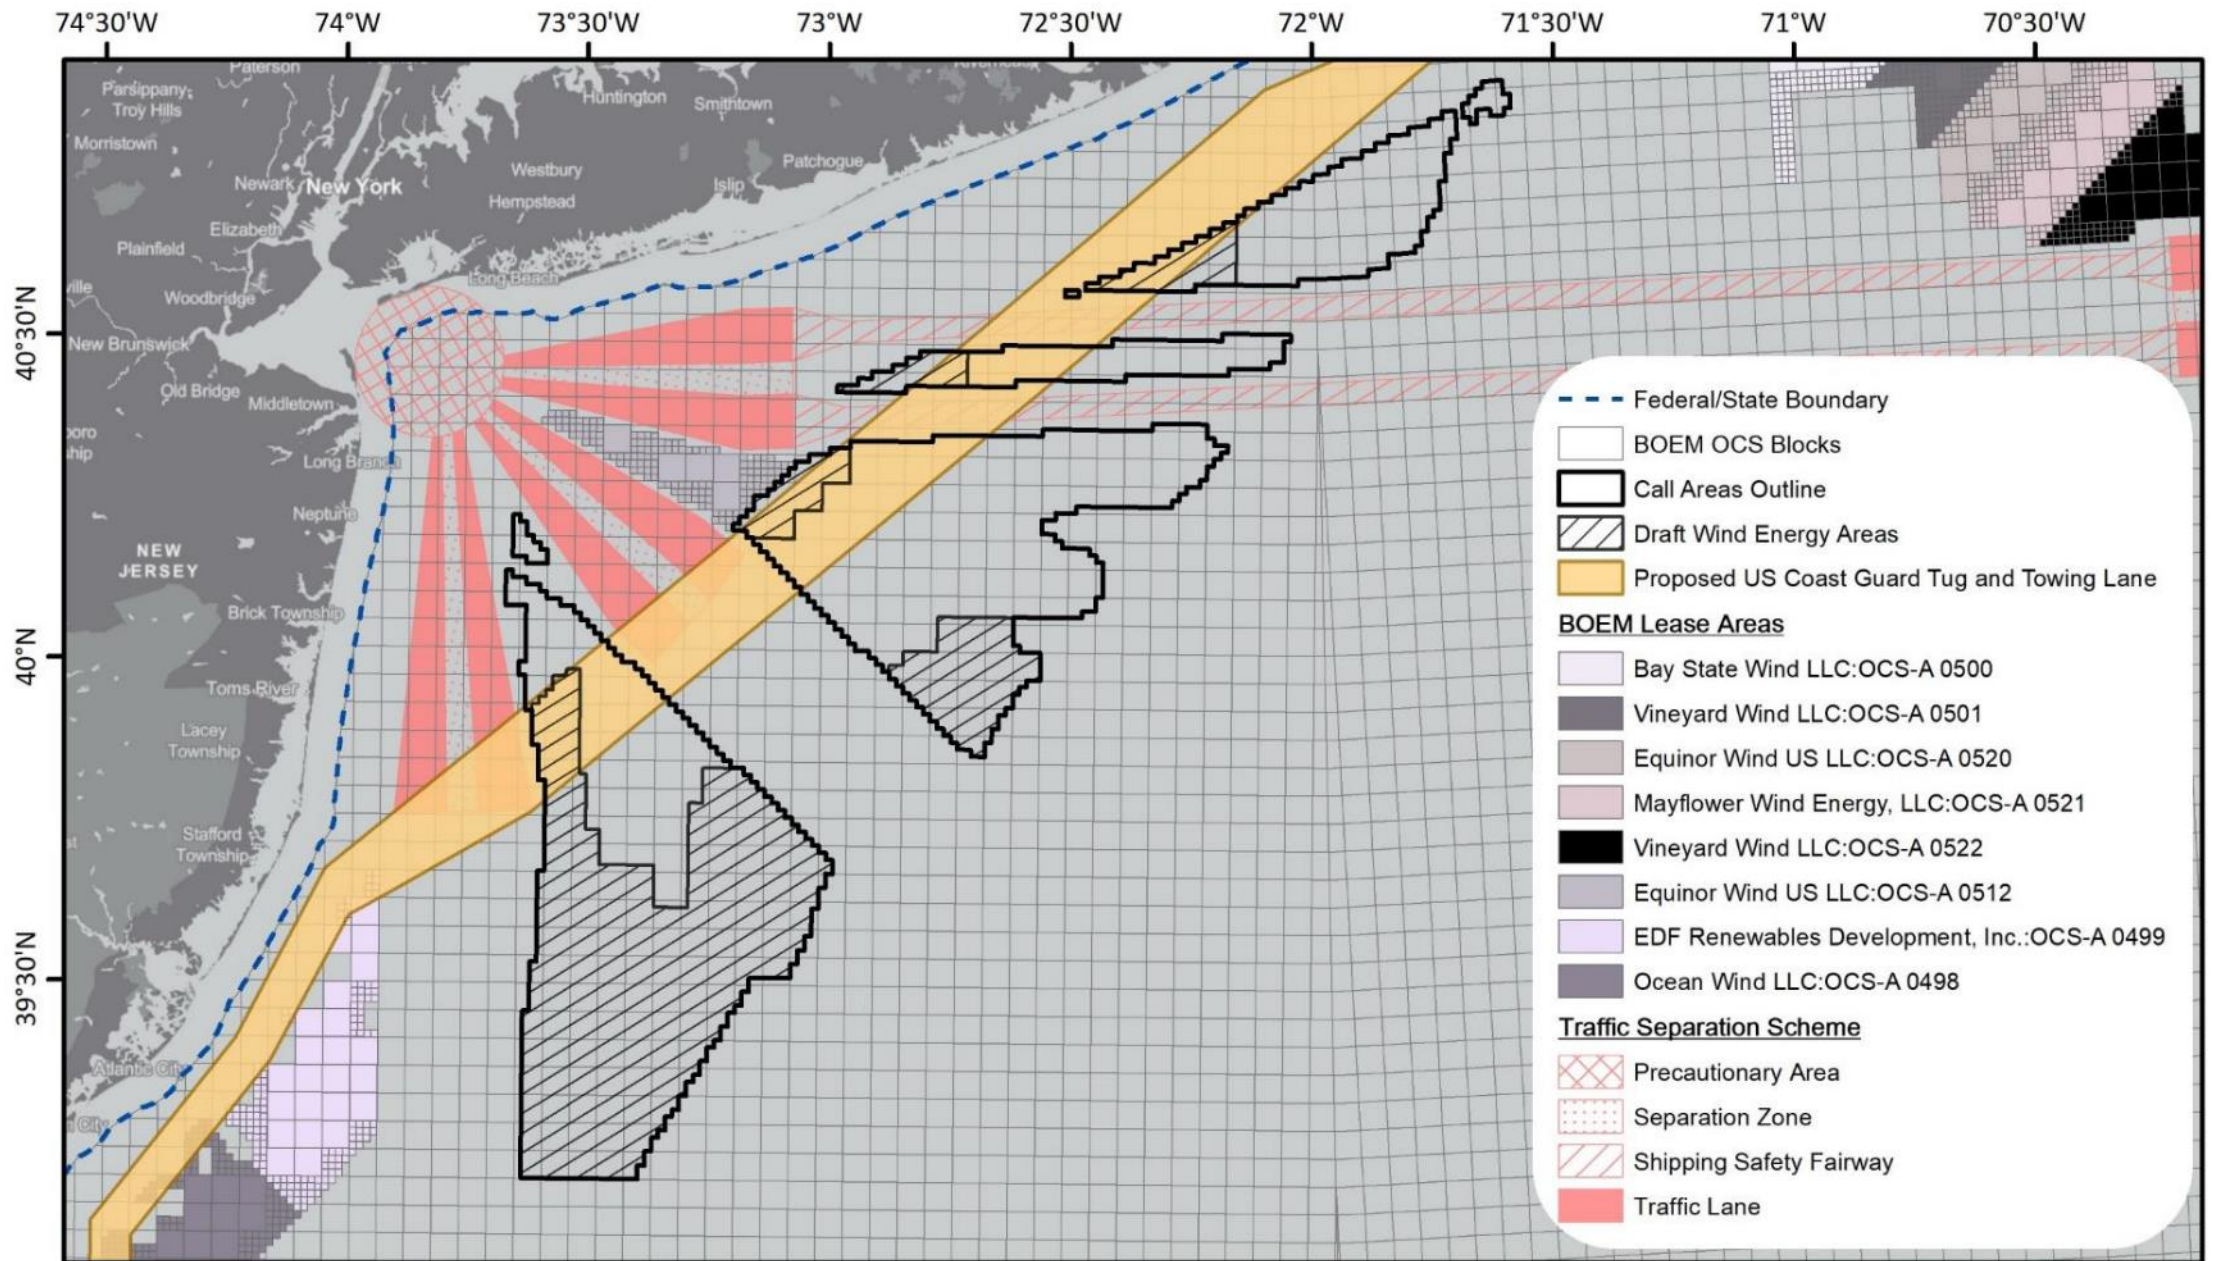 74°30'W 74°0'W 73°30'W 73°W 72°30'W 72°W 71°30'W 71°W 70°30'W
40°30'N
40°N
39°30'N
Paterson
Parsippany-
Troy Hills
Morristown
Huntington
Smithtown
Westbury
Hempstead
Patchogue
Islip
Newark
New York
Elizabeth
Plainfield
Long Beach
ville
Woodbridge
New Brunswick
Old Bridge
Middletown
boro
ship
Long Branch
Neptune
NEW
JERSEY
Brick Township
Toms River
Lacey
Township
Stafford
Township
st
Atlantic City
City
Federal/State Boundary
BOEM OCS Blocks
Call Areas Outline
Draft Wind Energy Areas
Proposed US Coast Guard Tug and Towing Lane
BOEM Lease Areas
Bay State Wind LLC:OCS-A 0500
Vineyard Wind LLC:OCS-A 0501
Equinor Wind US LLC:OCS-A 0520
Mayflower Wind Energy, LLC:OCS-A 0521
Vineyard Wind LLC:OCS-A 0522
Equinor Wind US LLC:OCS-A 0512
EDF Renewables Development, Inc.:OCS-A 0499
Ocean Wind LLC:OCS-A 0498
Traffic Separation Scheme
Precautionary Area
Separation Zone
Shipping Safety Fairway
Traffic Lane